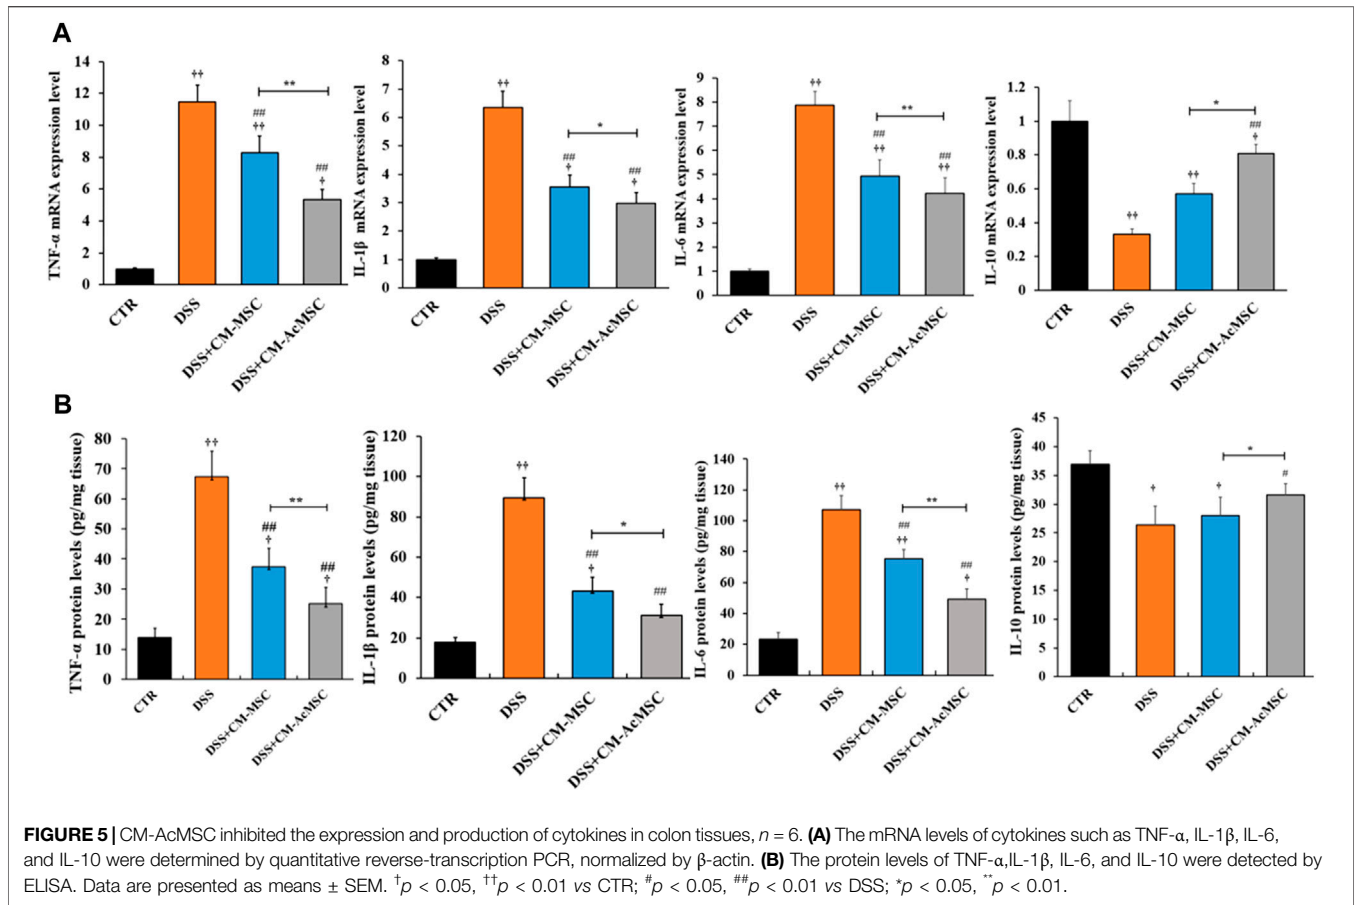 A
TNF-α mRNA expression level
14
12
10
8
6
4
2
0
††
##
††
**
##
†
CTR
DSS
DSS+CM-MSC
DSS+CM-AcMSC
IL-1β mRNA expression level
8
7
6
5
4
3
2
1
0
††
##
†
*
##
†
CTR
DSS
DSS+CM-MSC
DSS+CM-AcMSC
IL-6 mRNA expression level
9
8
7
6
5
4
3
2
1
0
††
##
††
**
##
††
CTR
DSS
DSS+CM-MSC
DSS+CM-AcMSC
IL-10 mRNA expression level
1.2
1
0.8
0.6
0.4
0.2
0
††
††
*
##
†
CTR
DSS
DSS+CM-MSC
DSS+CM-AcMSC
B
TNF-α protein levels (pg/mg tissue)
80
70
60
50
40
30
20
10
0
††
##
†
**
##
†
CTR
DSS
DSS+CM-MSC
DSS+CM-AcMSC
IL-1β protein levels (pg/mg tissue)
120
100
80
60
40
20
0
††
##
†
*
##
CTR
DSS
DSS+CM-MSC
DSS+CM-AcMSC
IL-6 protein levels (pg/mg tissue)
140
120
100
80
60
40
20
0
††
##
††
**
##
†
CTR
DSS
DSS+CM-MSC
DSS+CM-AcMSC
IL-10 protein levels (pg/mg tissue)
45
40
35
30
25
20
15
10
5
0
†
†
*
#
CTR
DSS
DSS+CM-MSC
DSS+CM-AcMSC
FIGURE 5 | CM-AcMSC inhibited the expression and production of cytokines in colon tissues, n = 6. (A) The mRNA levels of cytokines such as TNF-α, IL-1β, IL-6,
and IL-10 were determined by quantitative reverse-transcription PCR, normalized by β-actin. (B) The protein levels of TNF-α,IL-1β, IL-6, and IL-10 were detected by
ELISA. Data are presented as means ± SEM. †p < 0.05, ††p < 0.01 vs CTR; #p < 0.05, ##p < 0.01 vs DSS; *p < 0.05, **p < 0.01.